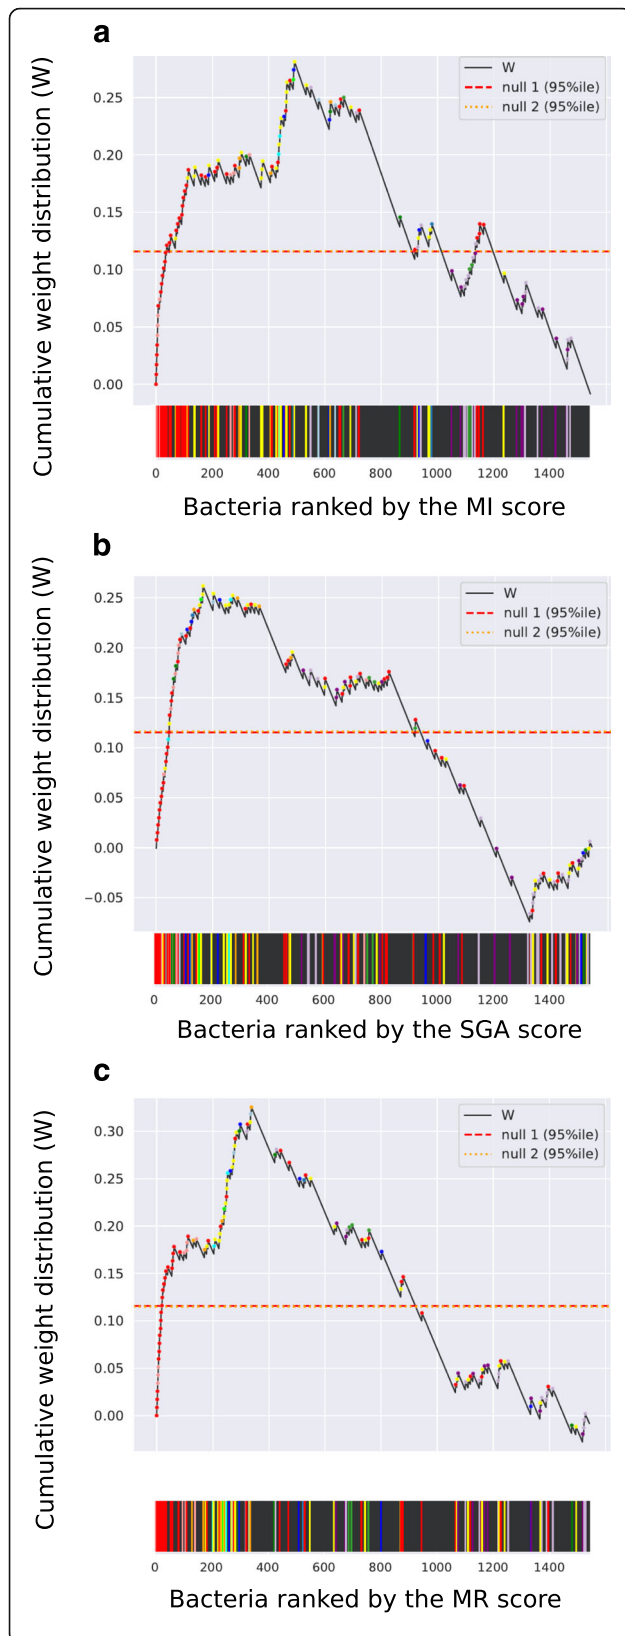 a
Cumulative weight distribution (W)
W
null 1 (95%ile)
null 2 (95%ile)
0.25
0.20
0.15
0.10
0.05
0.00
0 200 400 600 800 1000 1200 1400
Bacteria ranked by the MI score
b
Cumulative weight distribution (W)
W
null 1 (95%ile)
null 2 (95%ile)
0.25
0.20
0.15
0.10
0.05
0.00
−0.05
0 200 400 600 800 1000 1200 1400
Bacteria ranked by the SGA score
c
Cumulative weight distribution (W)
W
null 1 (95%ile)
null 2 (95%ile)
0.30
0.25
0.20
0.15
0.10
0.05
0.00
0 200 400 600 800 1000 1200 1400
Bacteria ranked by the MR score